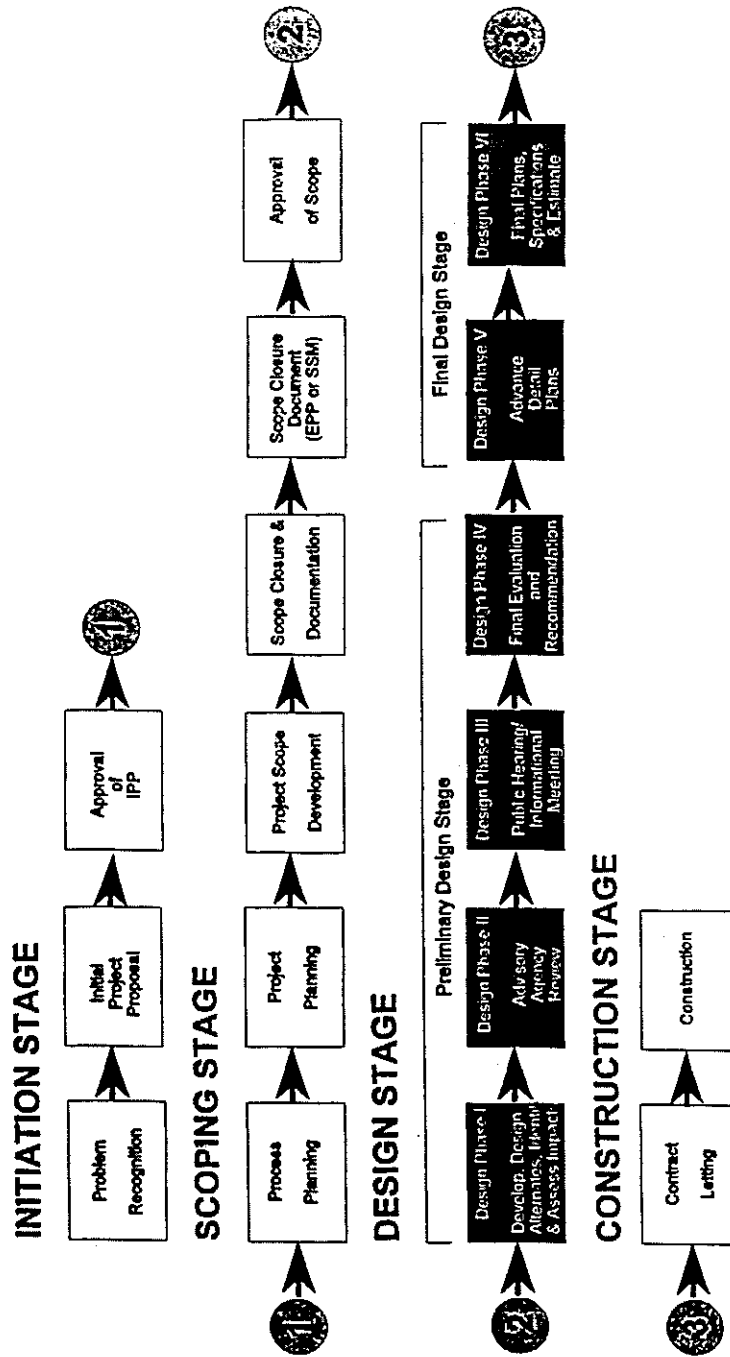 INITIATION STAGE
Problem
Recognition
Initial
Project
Proposal
Approval
of
IPP
1
SCOPING STAGE
1
Process
Planning
Project
Planning
Project Scope
Development
Scope Closure &
Documentation
Scope Closure
Document
(EPP or SSM)
Approval
of Scope
2
DESIGN STAGE
Preliminary Design Stage
Final Design Stage
2
Design Phase I
Develop. Design
Alternates, Identi
& Assess Impact
Design Phase II
Advisory
Agency
Review
Design Phase III
Public Hearing/
Informational
Meeting
Design Phase IV
Final Evaluation
and
Recommendation
Design Phase V
Advance
Detail
Plans
Design Phase VI
Final Plans,
Specifications
& Estimate
3
CONSTRUCTION STAGE
3
Contract
Letting
Construction